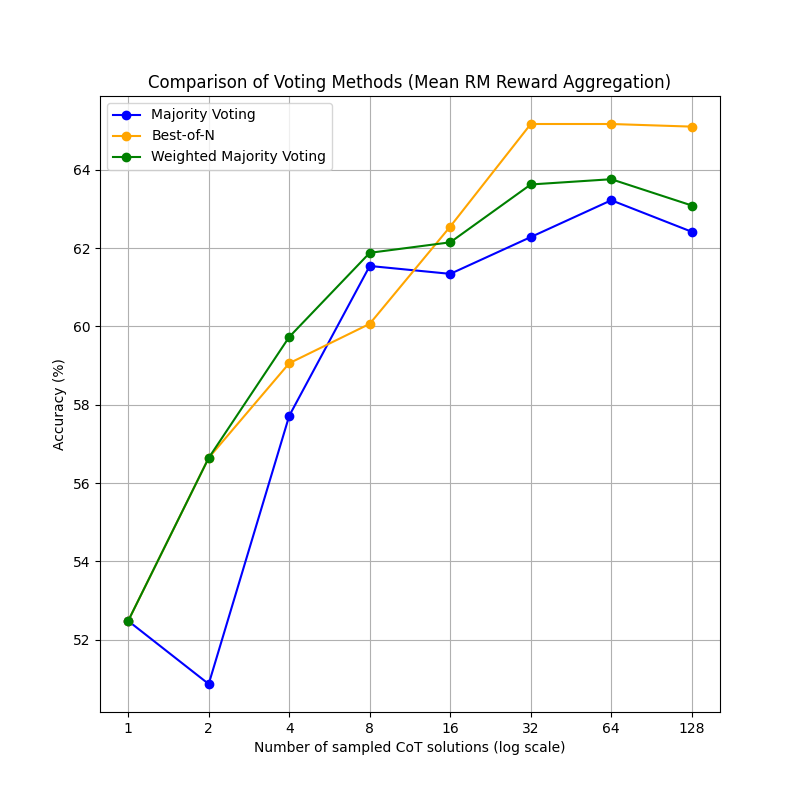 Comparison of Voting Methods (Mean RM Reward Aggregation)
Majority Voting
Best-of-N
Weighted Majority Voting
64
62
60
58
56
54
52
Accuracy (%)
1 2 4 8 16 32 64 128
Number of sampled CoT solutions (log scale)